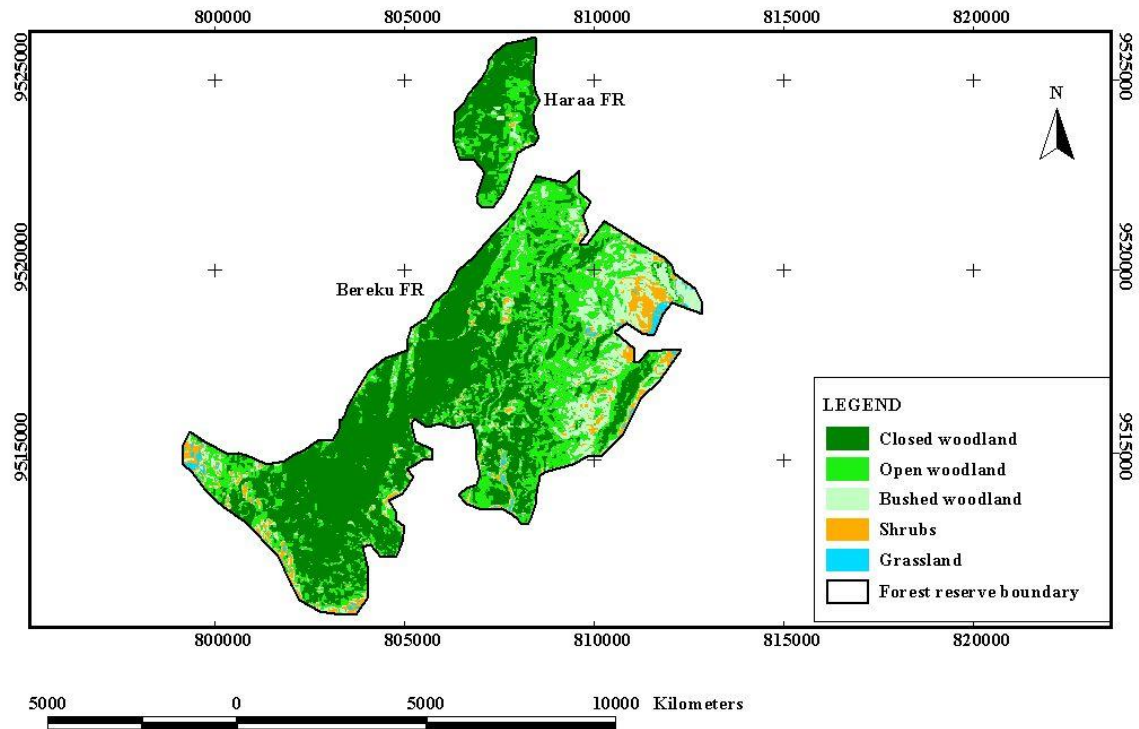 800000 805000 810000 815000 820000
9525000 9525000
Haraa FR
N
9520000 9520000
Bereku FR
LEGEND
9515000 9515000
Closed woodland
Open woodland
Bushed woodland
Shrubs
Grassland
Forest reserve boundary
800000 805000 810000 815000 820000
5000 0 5000 10000 Kilometers